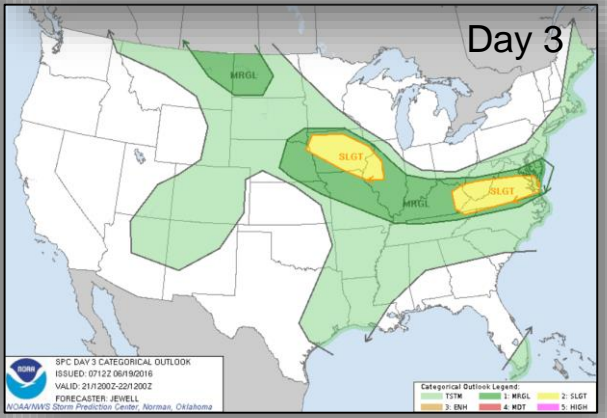 Day 3
MRGL
SLGT
SLGT
MRGL
NOAA
SPC DAY 3 CATEGORICAL OUTLOOK
ISSUED: 0712Z 06/19/2016
VALID: 21/1200Z-22/1200Z
FORECASTER: JEWELL
NOAA/NWS Storm Prediction Center, Norman, Oklahoma
Categorical Outlook Legend:
TSTM 1: MRGL 2: SLGT
3: ENH 4: MDT 5: HIGH